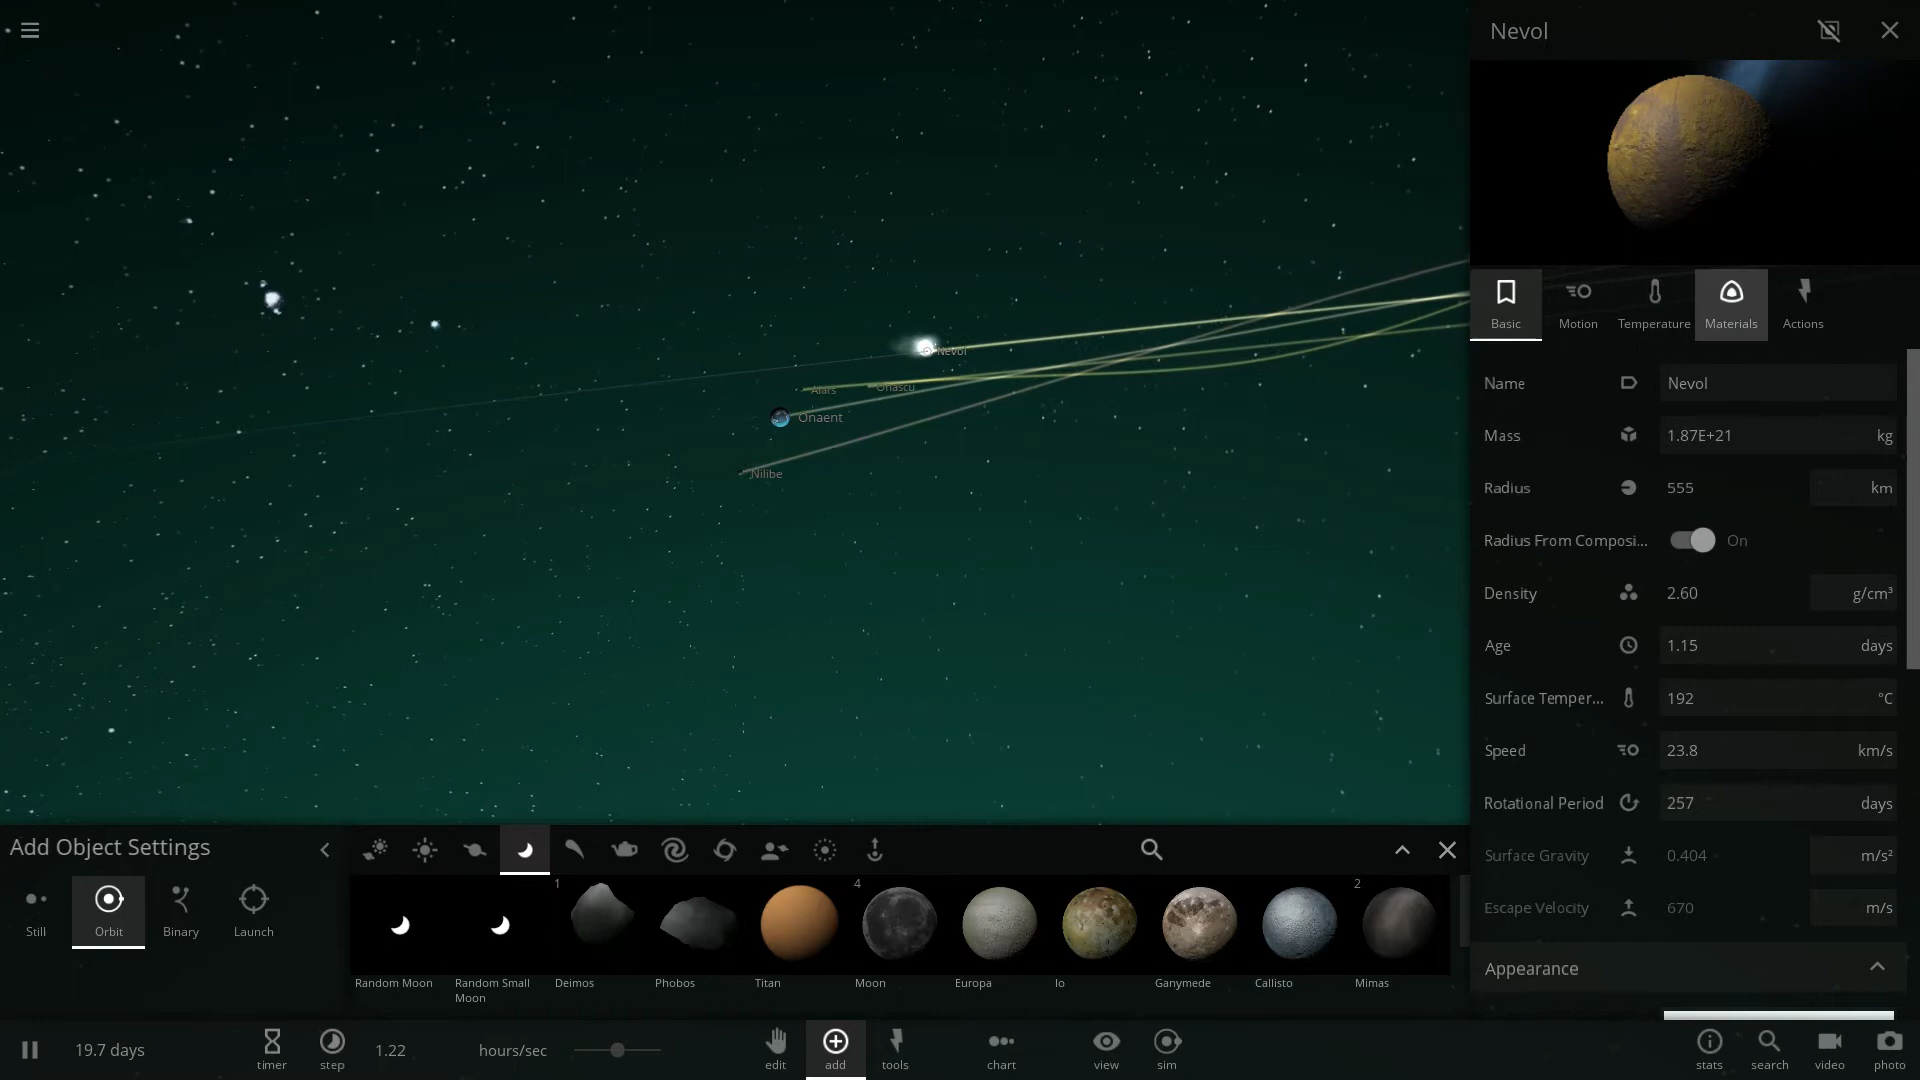 Nevol
Nevol
Alars
Onascu
Onaent
Nilibe
Basic
Motion
Temperature
Materials
Actions
Name
Nevol
Mass
1.87E+21
kg
Radius
555
km
Radius From Composi...
On
Density
2.60
g/cm³
Age
1.15
days
Surface Temper...
192
°C
Speed
23.8
km/s
Rotational Period
257
days
Surface Gravity
0.404
m/s²
Escape Velocity
670
m/s
Appearance
Add Object Settings
Still
Orbit
Binary
Launch
1
4
2
Random Moon
Random Small
Moon
Deimos
Phobos
Titan
Moon
Europa
Io
Ganymede
Callisto
Mimas
19.7 days
timer
step
1.22
hours/sec
edit
add
tools
chart
view
sim
stats
search
video
photo